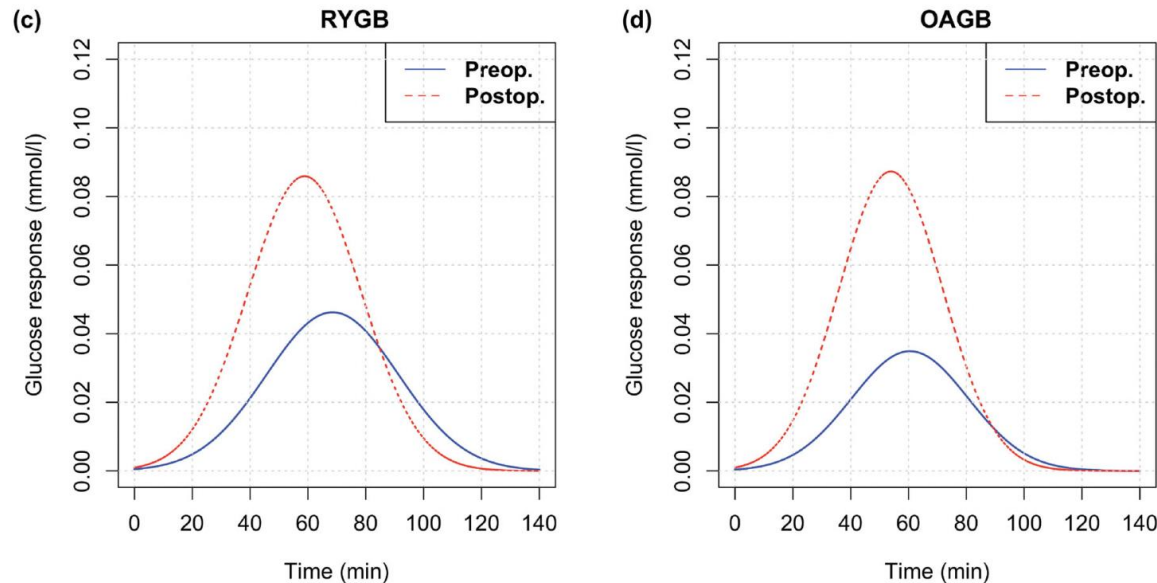 (c)
RYGB
Preop.
Postop.
Glucose response (mmol/l)
0.12
0.10
0.08
0.06
0.04
0.02
0.00
0 20 40 60 80 100 120 140
Time (min)
(d)
OAGB
Preop.
Postop.
Glucose response (mmol/l)
0.12
0.10
0.08
0.06
0.04
0.02
0.00
0 20 40 60 80 100 120 140
Time (min)